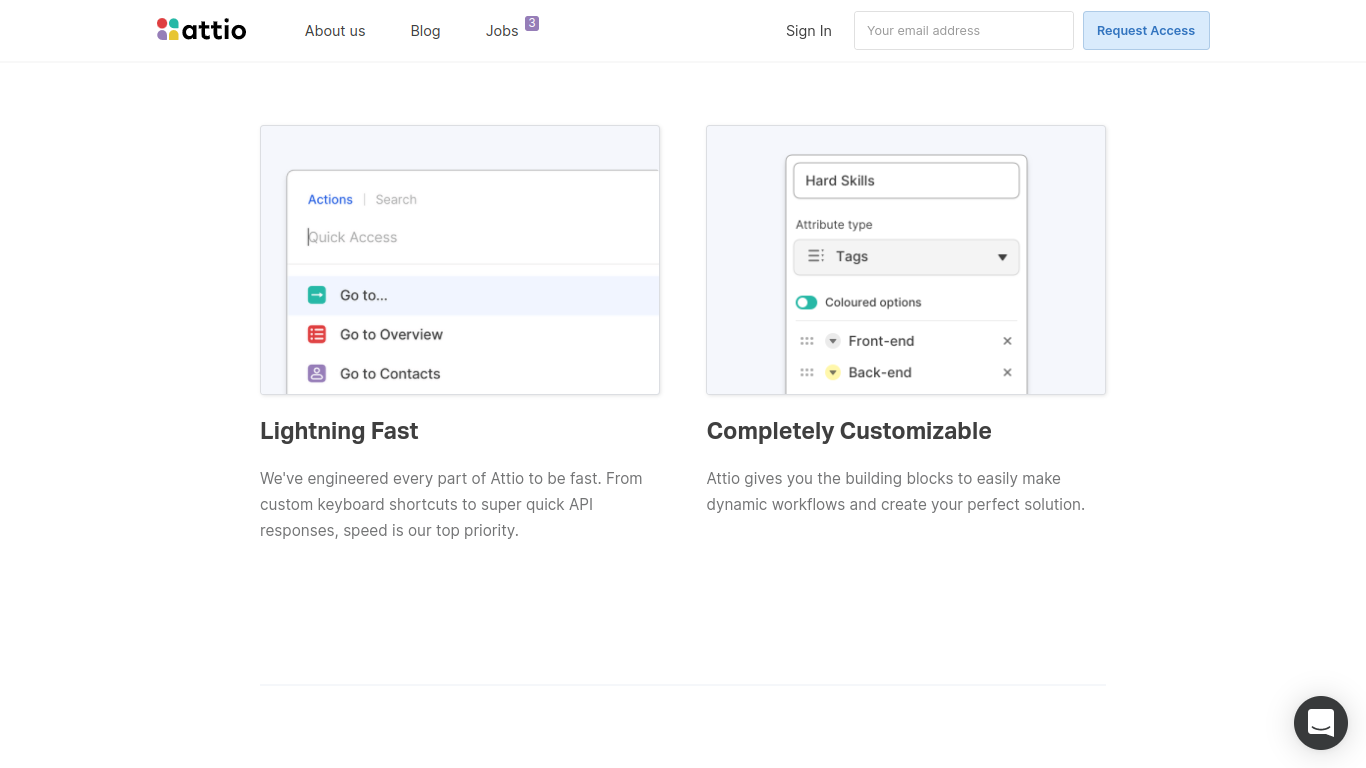 attio
About us
Blog
Jobs 3
Sign In
Your email address
Request Access
Actions | Search
Quick Access
Go to...
Go to Overview
Go to Contacts
Hard Skills
Attribute type
Tags
Coloured options
Front-end
Back-end
Lightning Fast
We've engineered every part of Attio to be fast. From
custom keyboard shortcuts to super quick API
responses, speed is our top priority.
Completely Customizable
Attio gives you the building blocks to easily make
dynamic workflows and create your perfect solution.